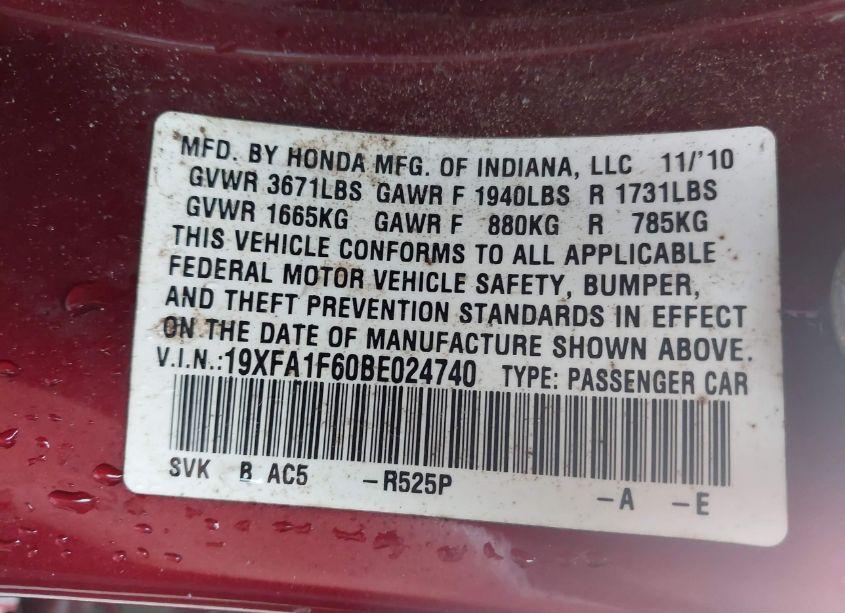 MFD. BY HONDA MFG. OF INDIANA, LLC 11/'10
GVWR 3671LBS GAWR F 1940LBS R 1731LBS
GVWR 1665KG GAWR F 880KG R 785KG
THIS VEHICLE CONFORMS TO ALL APPLICABLE
FEDERAL MOTOR VEHICLE SAFETY, BUMPER,
AND THEFT PREVENTION STANDARDS IN EFFECT
ON THE DATE OF MANUFACTURE SHOWN ABOVE.
V.I.N.:19XFA1F60BE024740 TYPE: PASSENGER CAR
SVK B AC5 -R525P -A -E